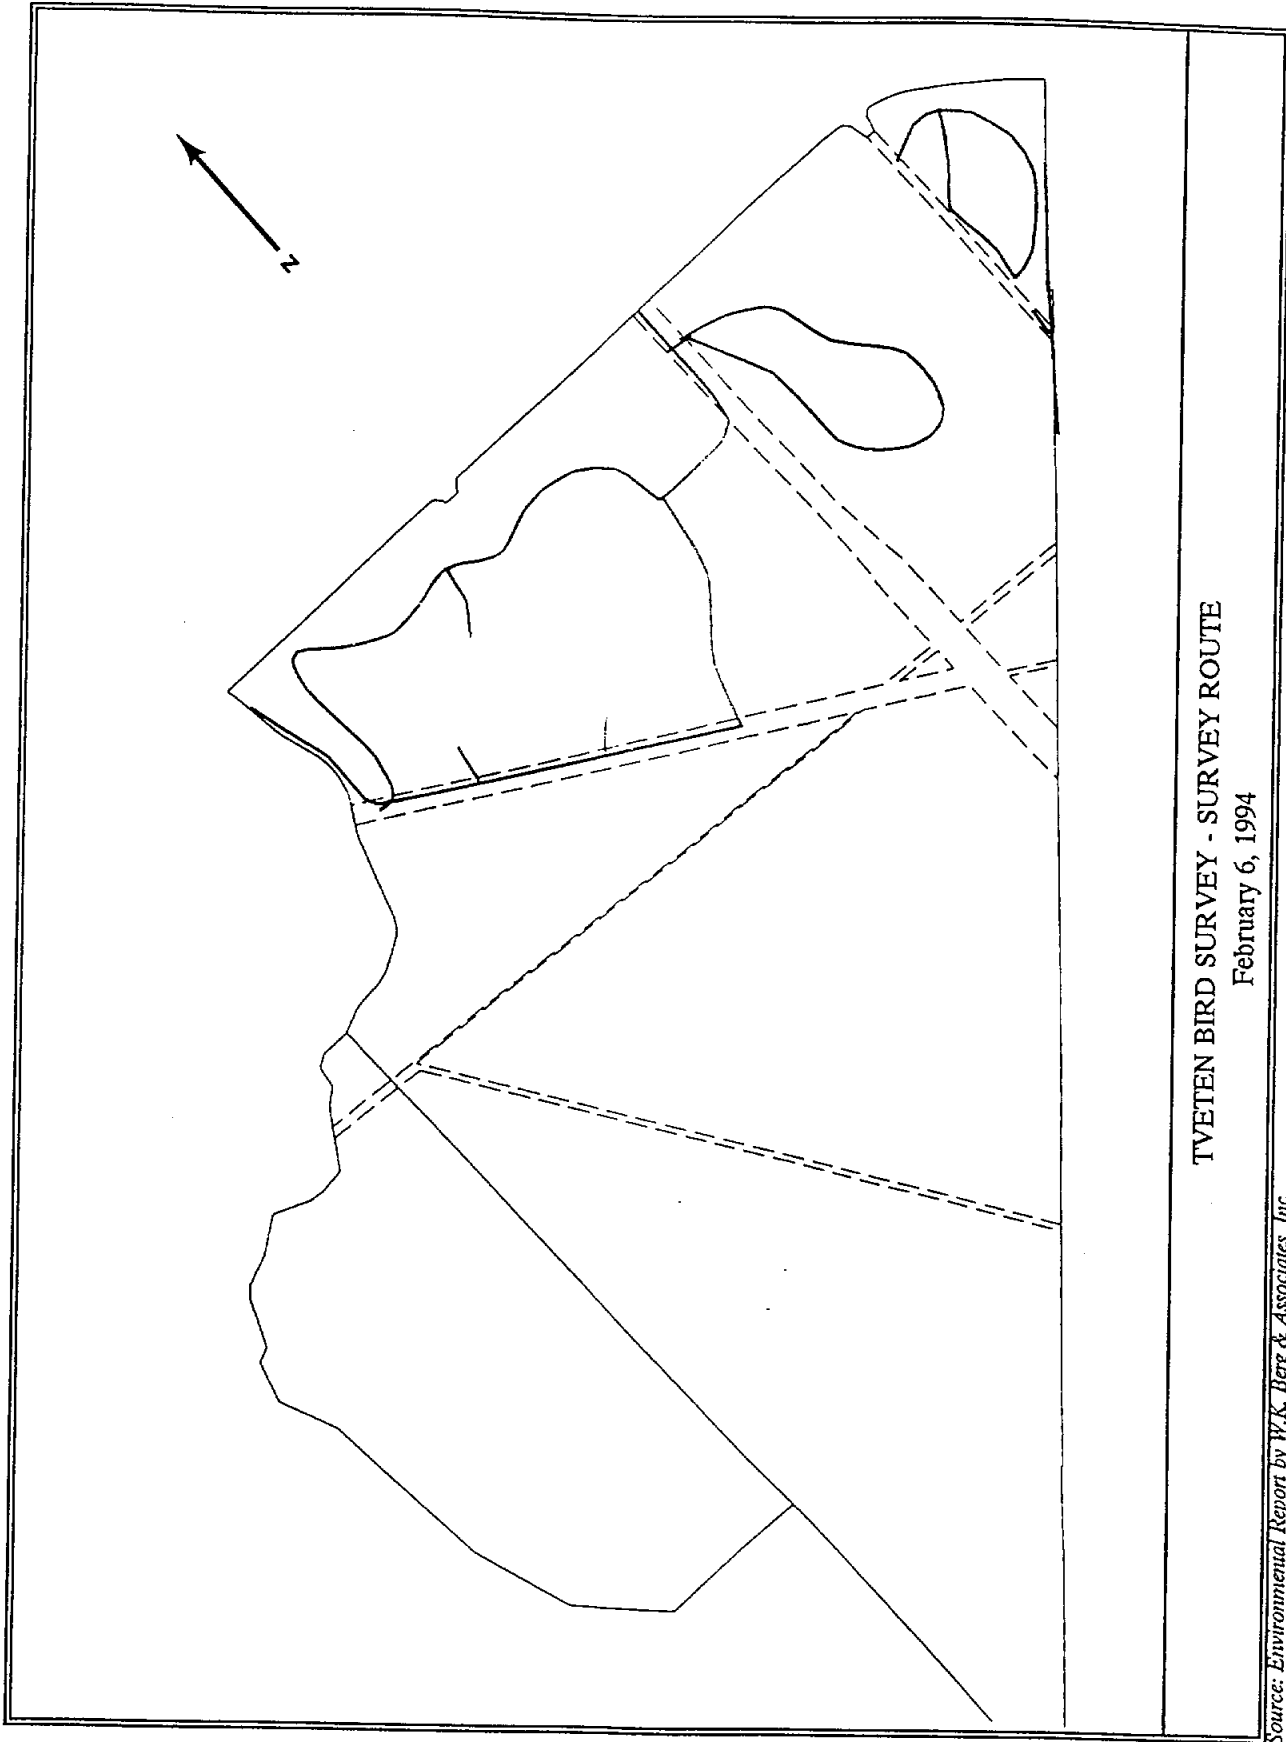 N
TVETEN BIRD SURVEY - SURVEY ROUTE
February 6, 1994
Source: Environmental Report by W.K. Berg & Associates, Inc.